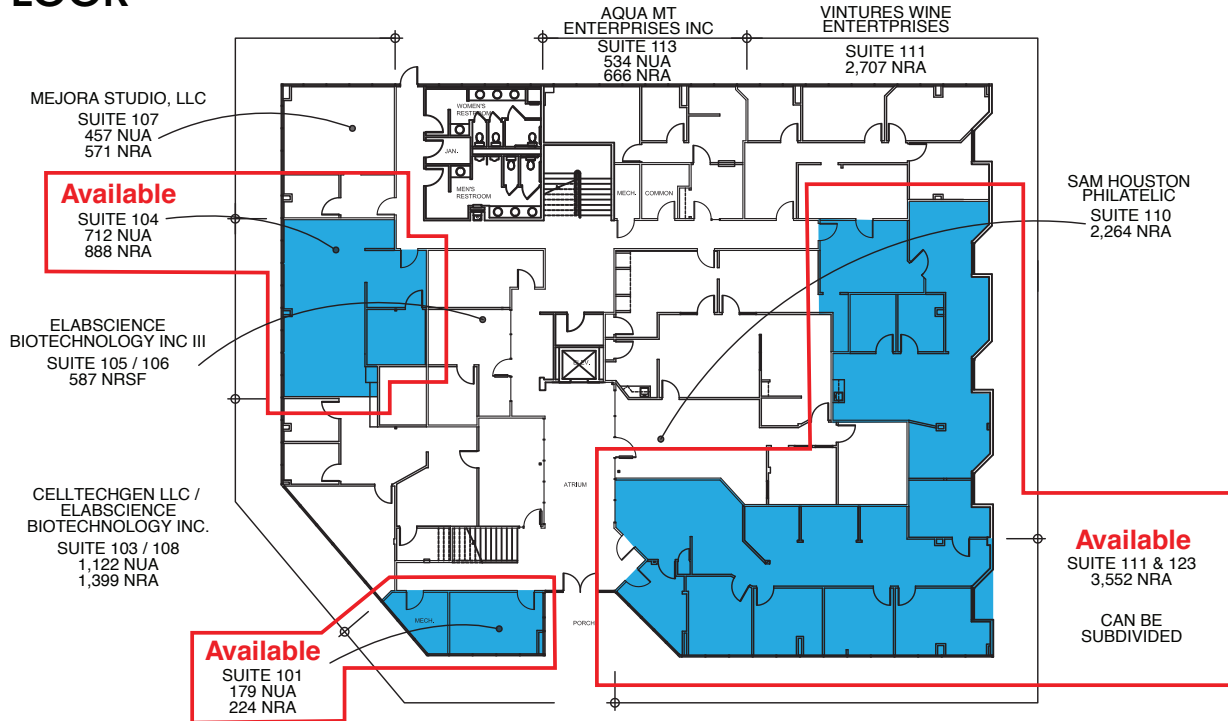 AQUA MT
ENTERPRISES INC
SUITE 113
534 NUA
666 NRA
VINTURES WINE
ENTERTPRISES
SUITE 111
2,707 NRA
MEJORA STUDIO, LLC
SUITE 107
457 NUA
571 NRA
WOMEN'S
RESTROOM
JAN.
MEN'S
RESTROOM
MECH.
COMMON
Available
SUITE 104
712 NUA
888 NRA
SAM HOUSTON
PHILATELIC
SUITE 110
2,264 NRA
ELABSCIENCE
BIOTECHNOLOGY INC III
SUITE 105 / 106
587 NRSF
CELLTECHGEN LLC /
ELABSCIENCE
BIOTECHNOLOGY INC.
SUITE 103 / 108
1,122 NUA
1,399 NRA
ATRIUM
Available
SUITE 111 & 123
3,552 NRA
CAN BE
SUBDIVIDED
MECH.
PORCH
Available
SUITE 101
179 NUA
224 NRA